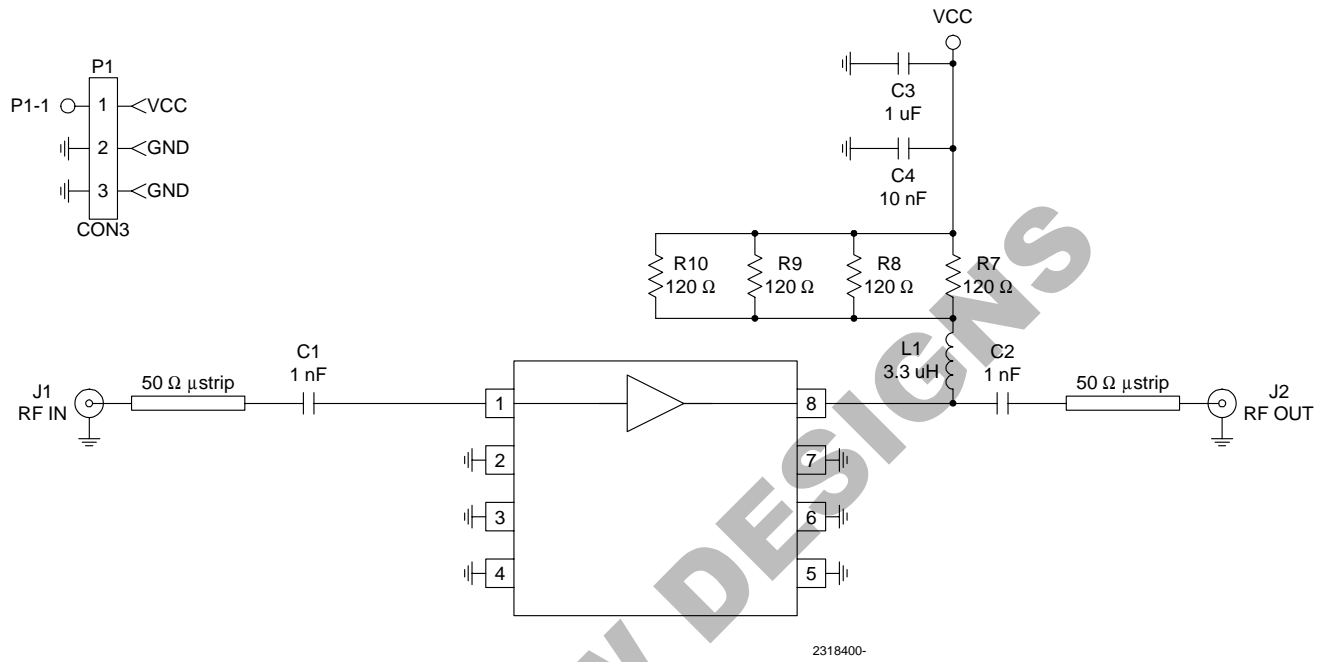 VCC
P1
P1-1
1
VCC
2
GND
3
GND
CON3
C3
1 uF
C4
10 nF
R10
120 Ω
R9
120 Ω
R8
120 Ω
R7
120 Ω
L1
3.3 uH
C1
1 nF
C2
1 nF
J1
RF IN
50 Ω μstrip
50 Ω μstrip
J2
RF OUT
1
8
2
7
3
6
4
5
2318400-
DESIGNS